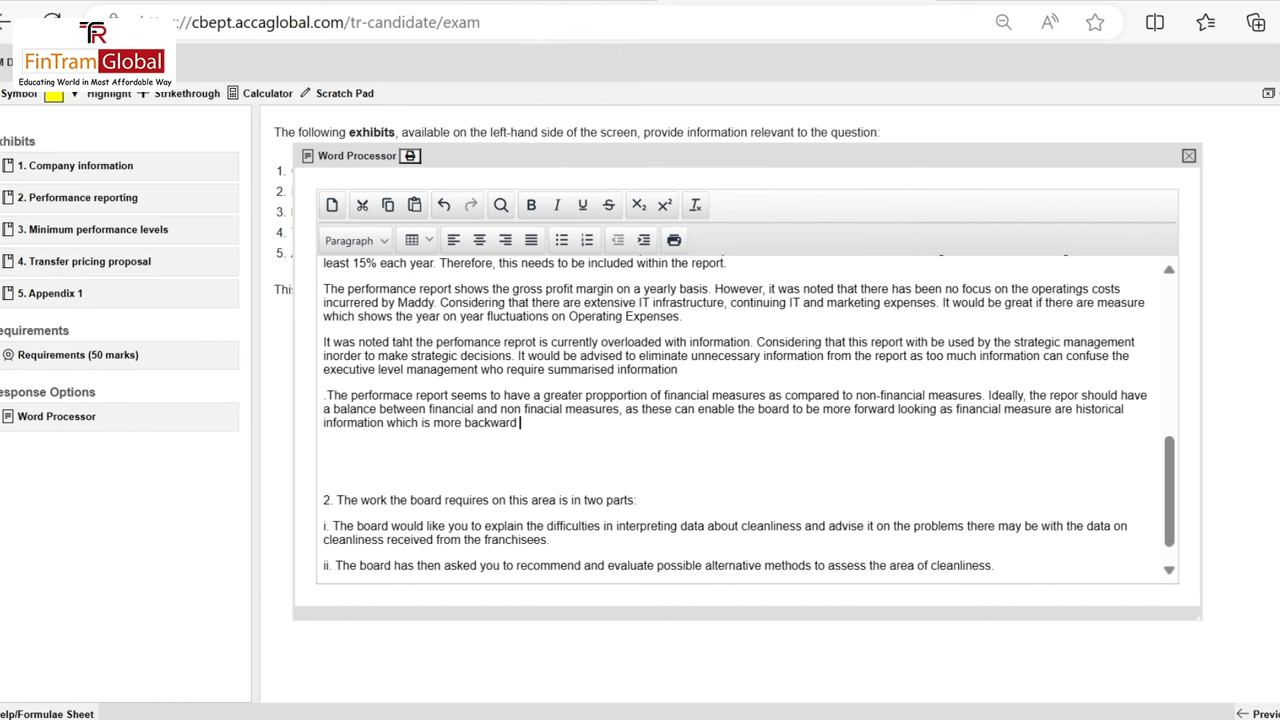 ://cbept.accaglobal.com/tr-candidate/exam
FinTram Global
Educating World in Most Affordable Way
M D
Symbol Highlight Strikethrough Calculator Scratch Pad
xhibits
1. Company information
2. Performance reporting
3. Minimum performance levels
4. Transfer pricing proposal
5. Appendix 1
equirements
Requirements (50 marks)
esponse Options
Word Processor
The following exhibits, available on the left-hand side of the screen, provide information relevant to the question:
1.
2.
3.
4.
5.
This
Word Processor
Paragraph
least 15% each year. Therefore, this needs to be included within the report.
The performance report shows the gross profit margin on a yearly basis. However, it was noted that there has been no focus on the operatings costs
incurrered by Maddy. Considering that there are extensive IT infrastructure, continuing IT and marketing expenses. It would be great if there are measure
which shows the year on year fluctuations on Operating Expenses.
It was noted taht the perfomance reprot is currently overloaded with information. Considering that this report with be used by the strategic management
inorder to make strategic decisions. It would be advised to eliminate unnecessary information from the report as too much information can confuse the
executive level management who require summarised information
.The performace report seems to have a greater propportion of financial measures as compared to non-financial measures. Ideally, the repor should have
a balance between financial and non finacial measures, as these can enable the board to be more forward looking as financial measure are historical
information which is more backward
2. The work the board requires on this area is in two parts:
i. The board would like you to explain the difficulties in interpreting data about cleanliness and advise it on the problems there may be with the data on
cleanliness received from the franchisees.
ii. The board has then asked you to recommend and evaluate possible alternative methods to assess the area of cleanliness.
elp/Formulae Sheet
Previo